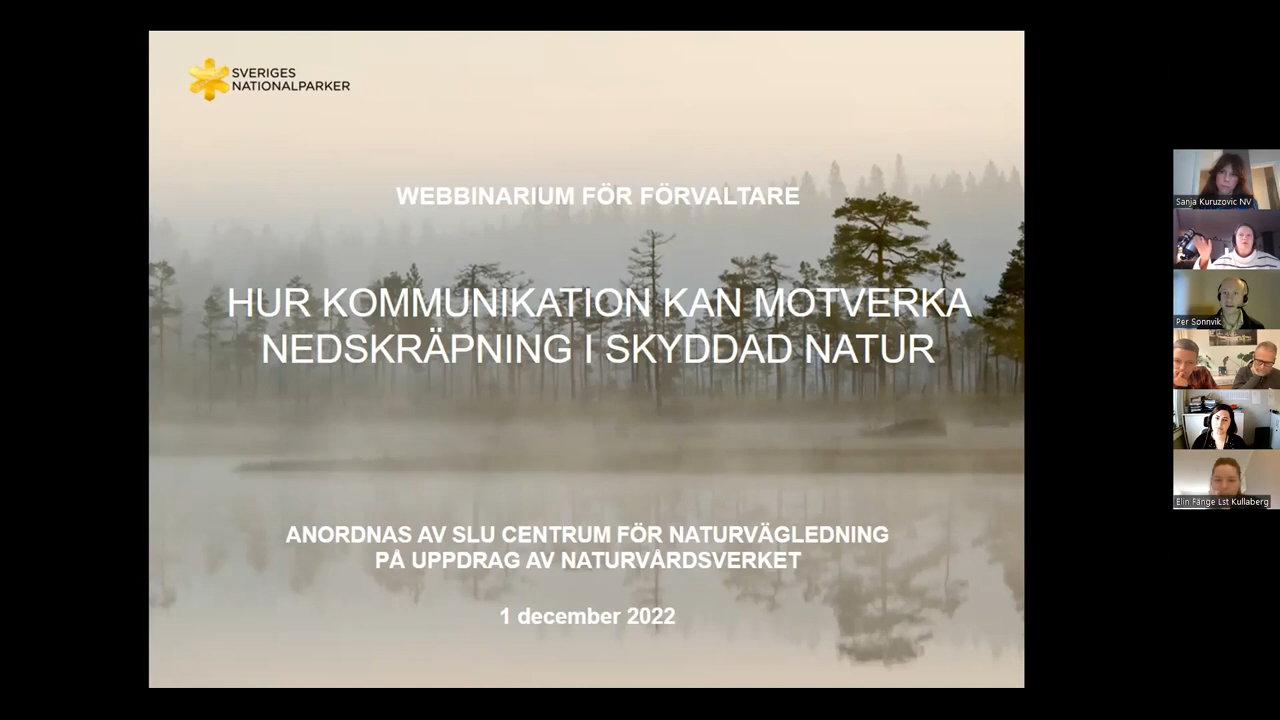 SVERIGES
NATIONALPARKER
WEBBINARIUM FÖR FÖRVALTARE
HUR KOMMUNIKATION KAN MOTVERKA
NEDSKRÄPNING I SKYDDAD NATUR
ANORDNAS AV SLU CENTRUM FÖR NATURVÄGLEDNING
PÅ UPPDRAG AV NATURVÅRDSVERKET
1 december 2022
Sanja Kuruzovic NV
Per Sonnvik
Elin Fänge Lst Kullaberg